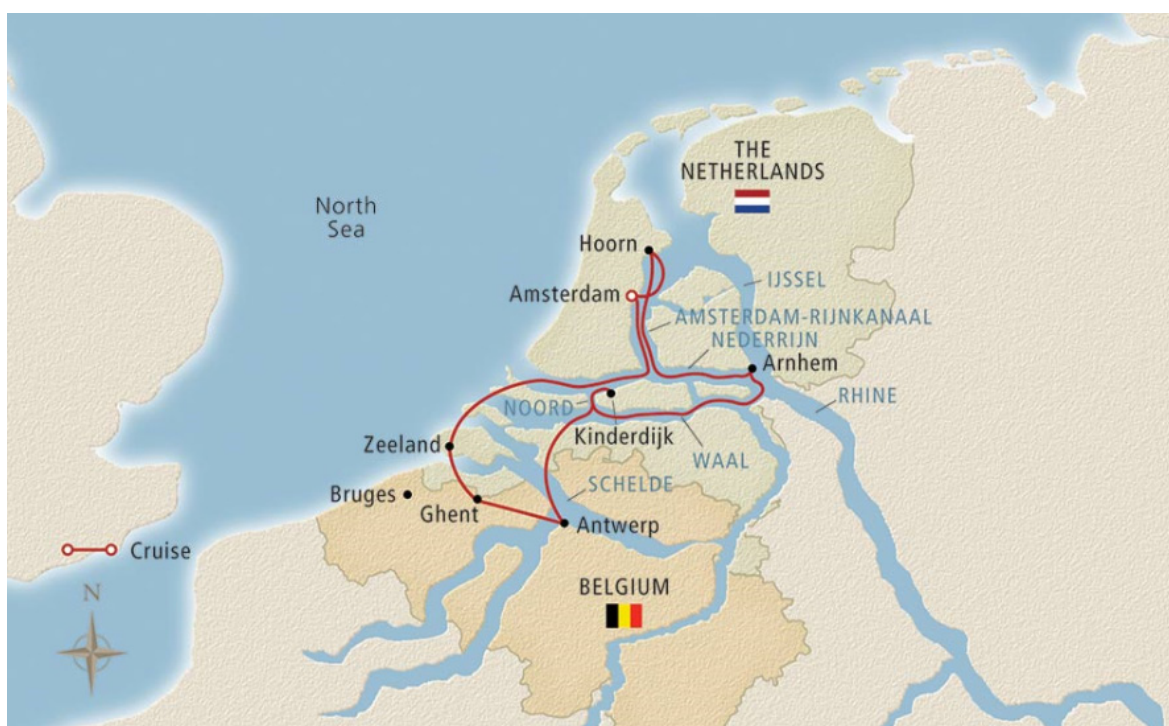 THE
NETHERLANDS
North
Sea
Hoorn
IJSSEL
Amsterdam
AMSTERDAM-RIJNKANAAL
NEDERRIJN
Arnhem
RHINE
NOORD
Kinderdijk
Zeeland
WAAL
SCHELDE
Bruges
Ghent
Antwerp
Cruise
BELGIUM
N